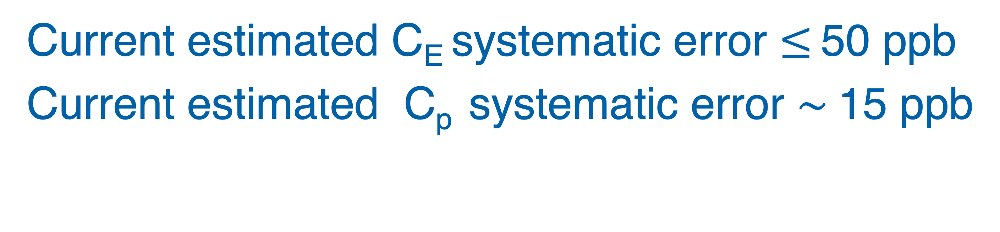 Current estimated C_E systematic error ≤ 50 ppb
Current estimated C_p systematic error ~ 15 ppb